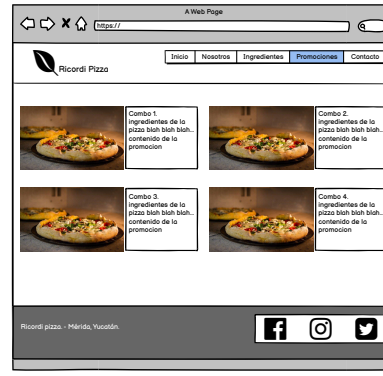 A Web Page
https://
Ricordi Pizza
Inicio Nosotros Ingredientes Promociones Contacto
Combo 1.
ingredientes de la
pizza blah blah blah..
contenido de la
promocion
Combo 2.
ingredientes de la
pizza blah blah blah..
contenido de la
promocion
Combo 3.
ingredientes de la
pizza blah blah blah..
contenido de la
promocion
Combo 4.
ingredientes de la
pizza blah blah blah..
contenido de la
promocion
Ricordi pizza. - Mérida, Yucatán.